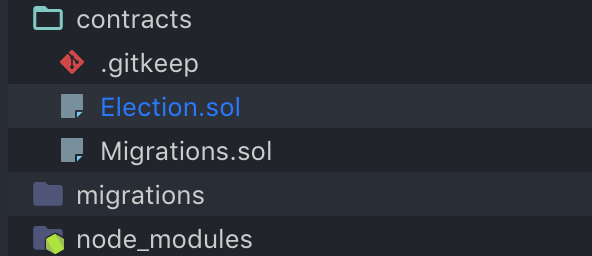 contracts
.gitkeep
Election.sol
Migrations.sol
migrations
node_modules